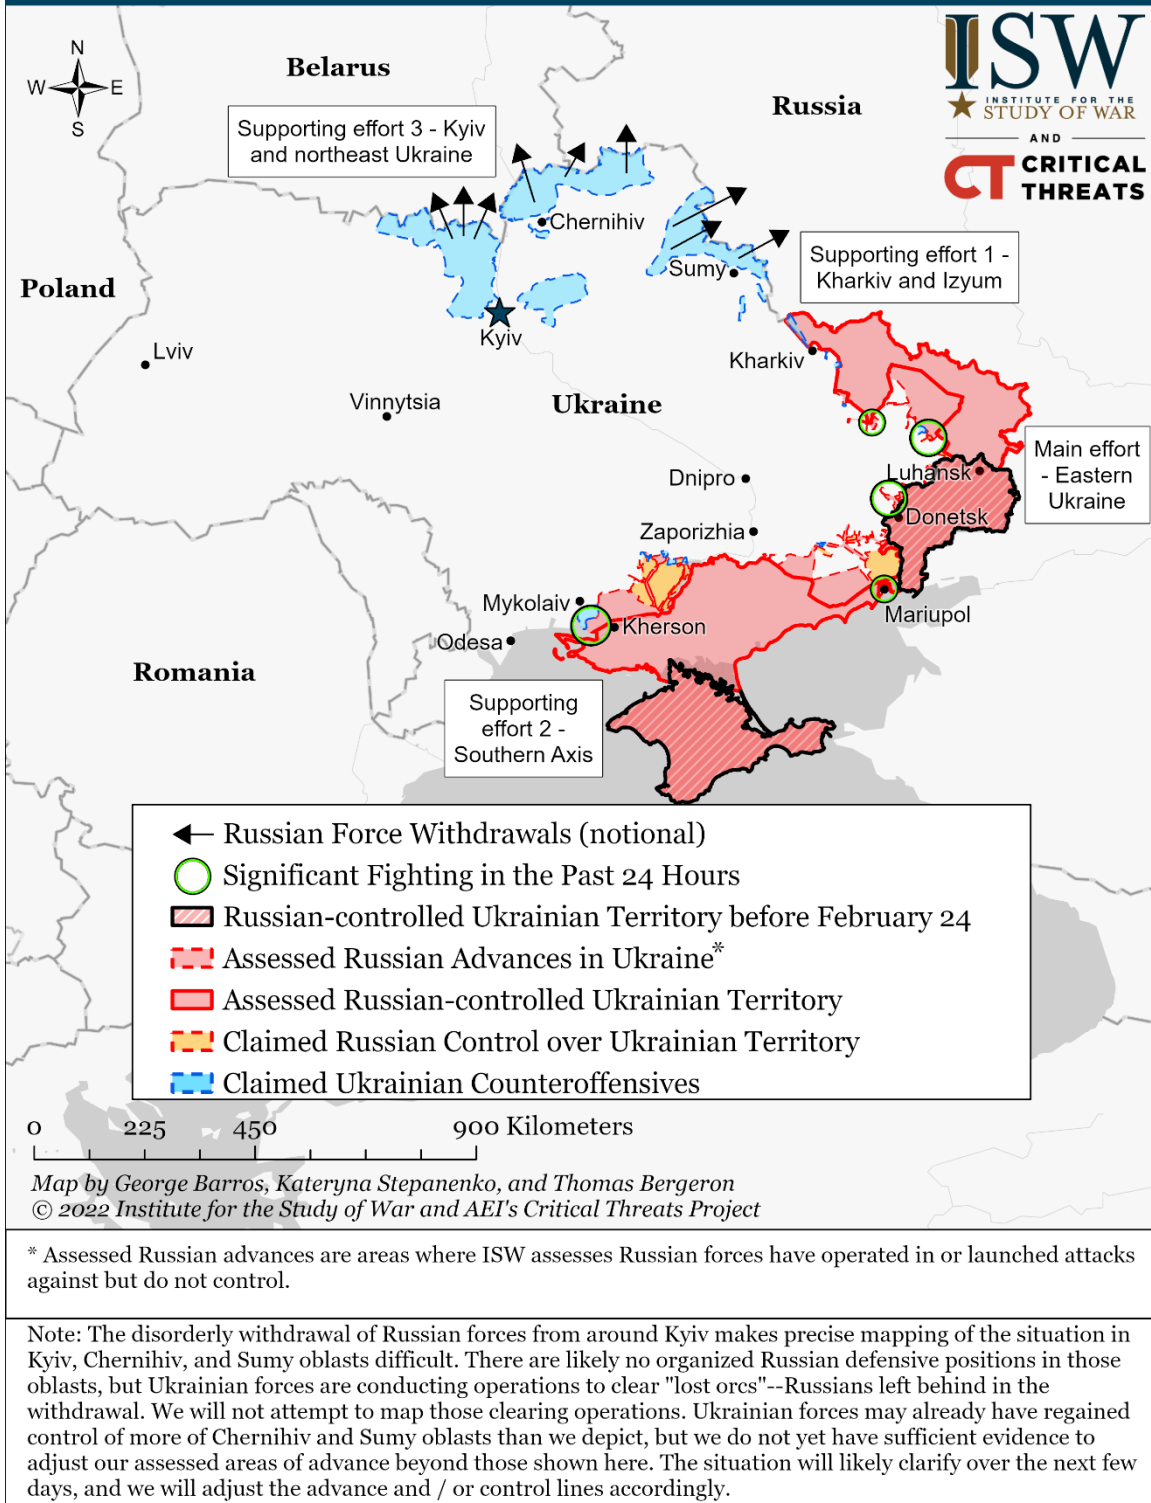 N
W E
S
Belarus
Russia
ISW
INSTITUTE FOR THE
STUDY OF WAR
AND
CT CRITICAL
THREATS
Supporting effort 3 - Kyiv
and northeast Ukraine
Chernihiv
Supporting effort 1 -
Kharkiv and Izyum
Sumy
Poland
Kyiv
Lviv
Kharkiv
Vinnytsia
Ukraine
Main effort
- Eastern
Ukraine
Luhansk
Dnipro
Donetsk
Zaporizhia
Mykolaiv
Mariupol
Kherson
Odesa
Romania
Supporting
effort 2 -
Southern Axis
Russian Force Withdrawals (notional)
Significant Fighting in the Past 24 Hours
Russian-controlled Ukrainian Territory before February 24
Assessed Russian Advances in Ukraine*
Assessed Russian-controlled Ukrainian Territory
Claimed Russian Control over Ukrainian Territory
Claimed Ukrainian Counteroffensives
0 225 450 900 Kilometers
Map by George Barros, Kateryna Stepanenko, and Thomas Bergeron
© 2022 Institute for the Study of War and AEI's Critical Threats Project
* Assessed Russian advances are areas where ISW assesses Russian forces have operated in or launched attacks
against but do not control.
Note: The disorderly withdrawal of Russian forces from around Kyiv makes precise mapping of the situation in
Kyiv, Chernihiv, and Sumy oblasts difficult. There are likely no organized Russian defensive positions in those
oblasts, but Ukrainian forces are conducting operations to clear "lost orcs"--Russians left behind in the
withdrawal. We will not attempt to map those clearing operations. Ukrainian forces may already have regained
control of more of Chernihiv and Sumy oblasts than we depict, but we do not yet have sufficient evidence to
adjust our assessed areas of advance beyond those shown here. The situation will likely clarify over the next few
days, and we will adjust the advance and / or control lines accordingly.